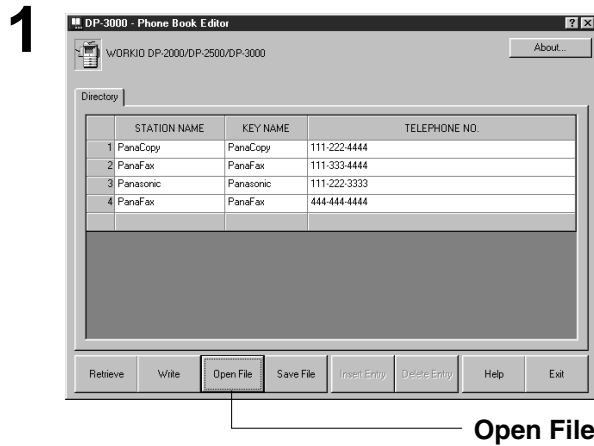 1
DP-3000 - Phone Book Editor
WORKIO DP-2000/DP-2500/DP-3000
About...
Directory
STATION NAME KEY NAME TELEPHONE NO.
1 PanaCopy PanaCopy 111-222-4444
2 PanaFax PanaFax 111-333-4444
3 Panasonic Panasonic 111-222-3333
4 PanaFax PanaFax 444-444-4444
Retrieve Write Open File Save File Insert Entry Delete Entry Help Exit
Open File